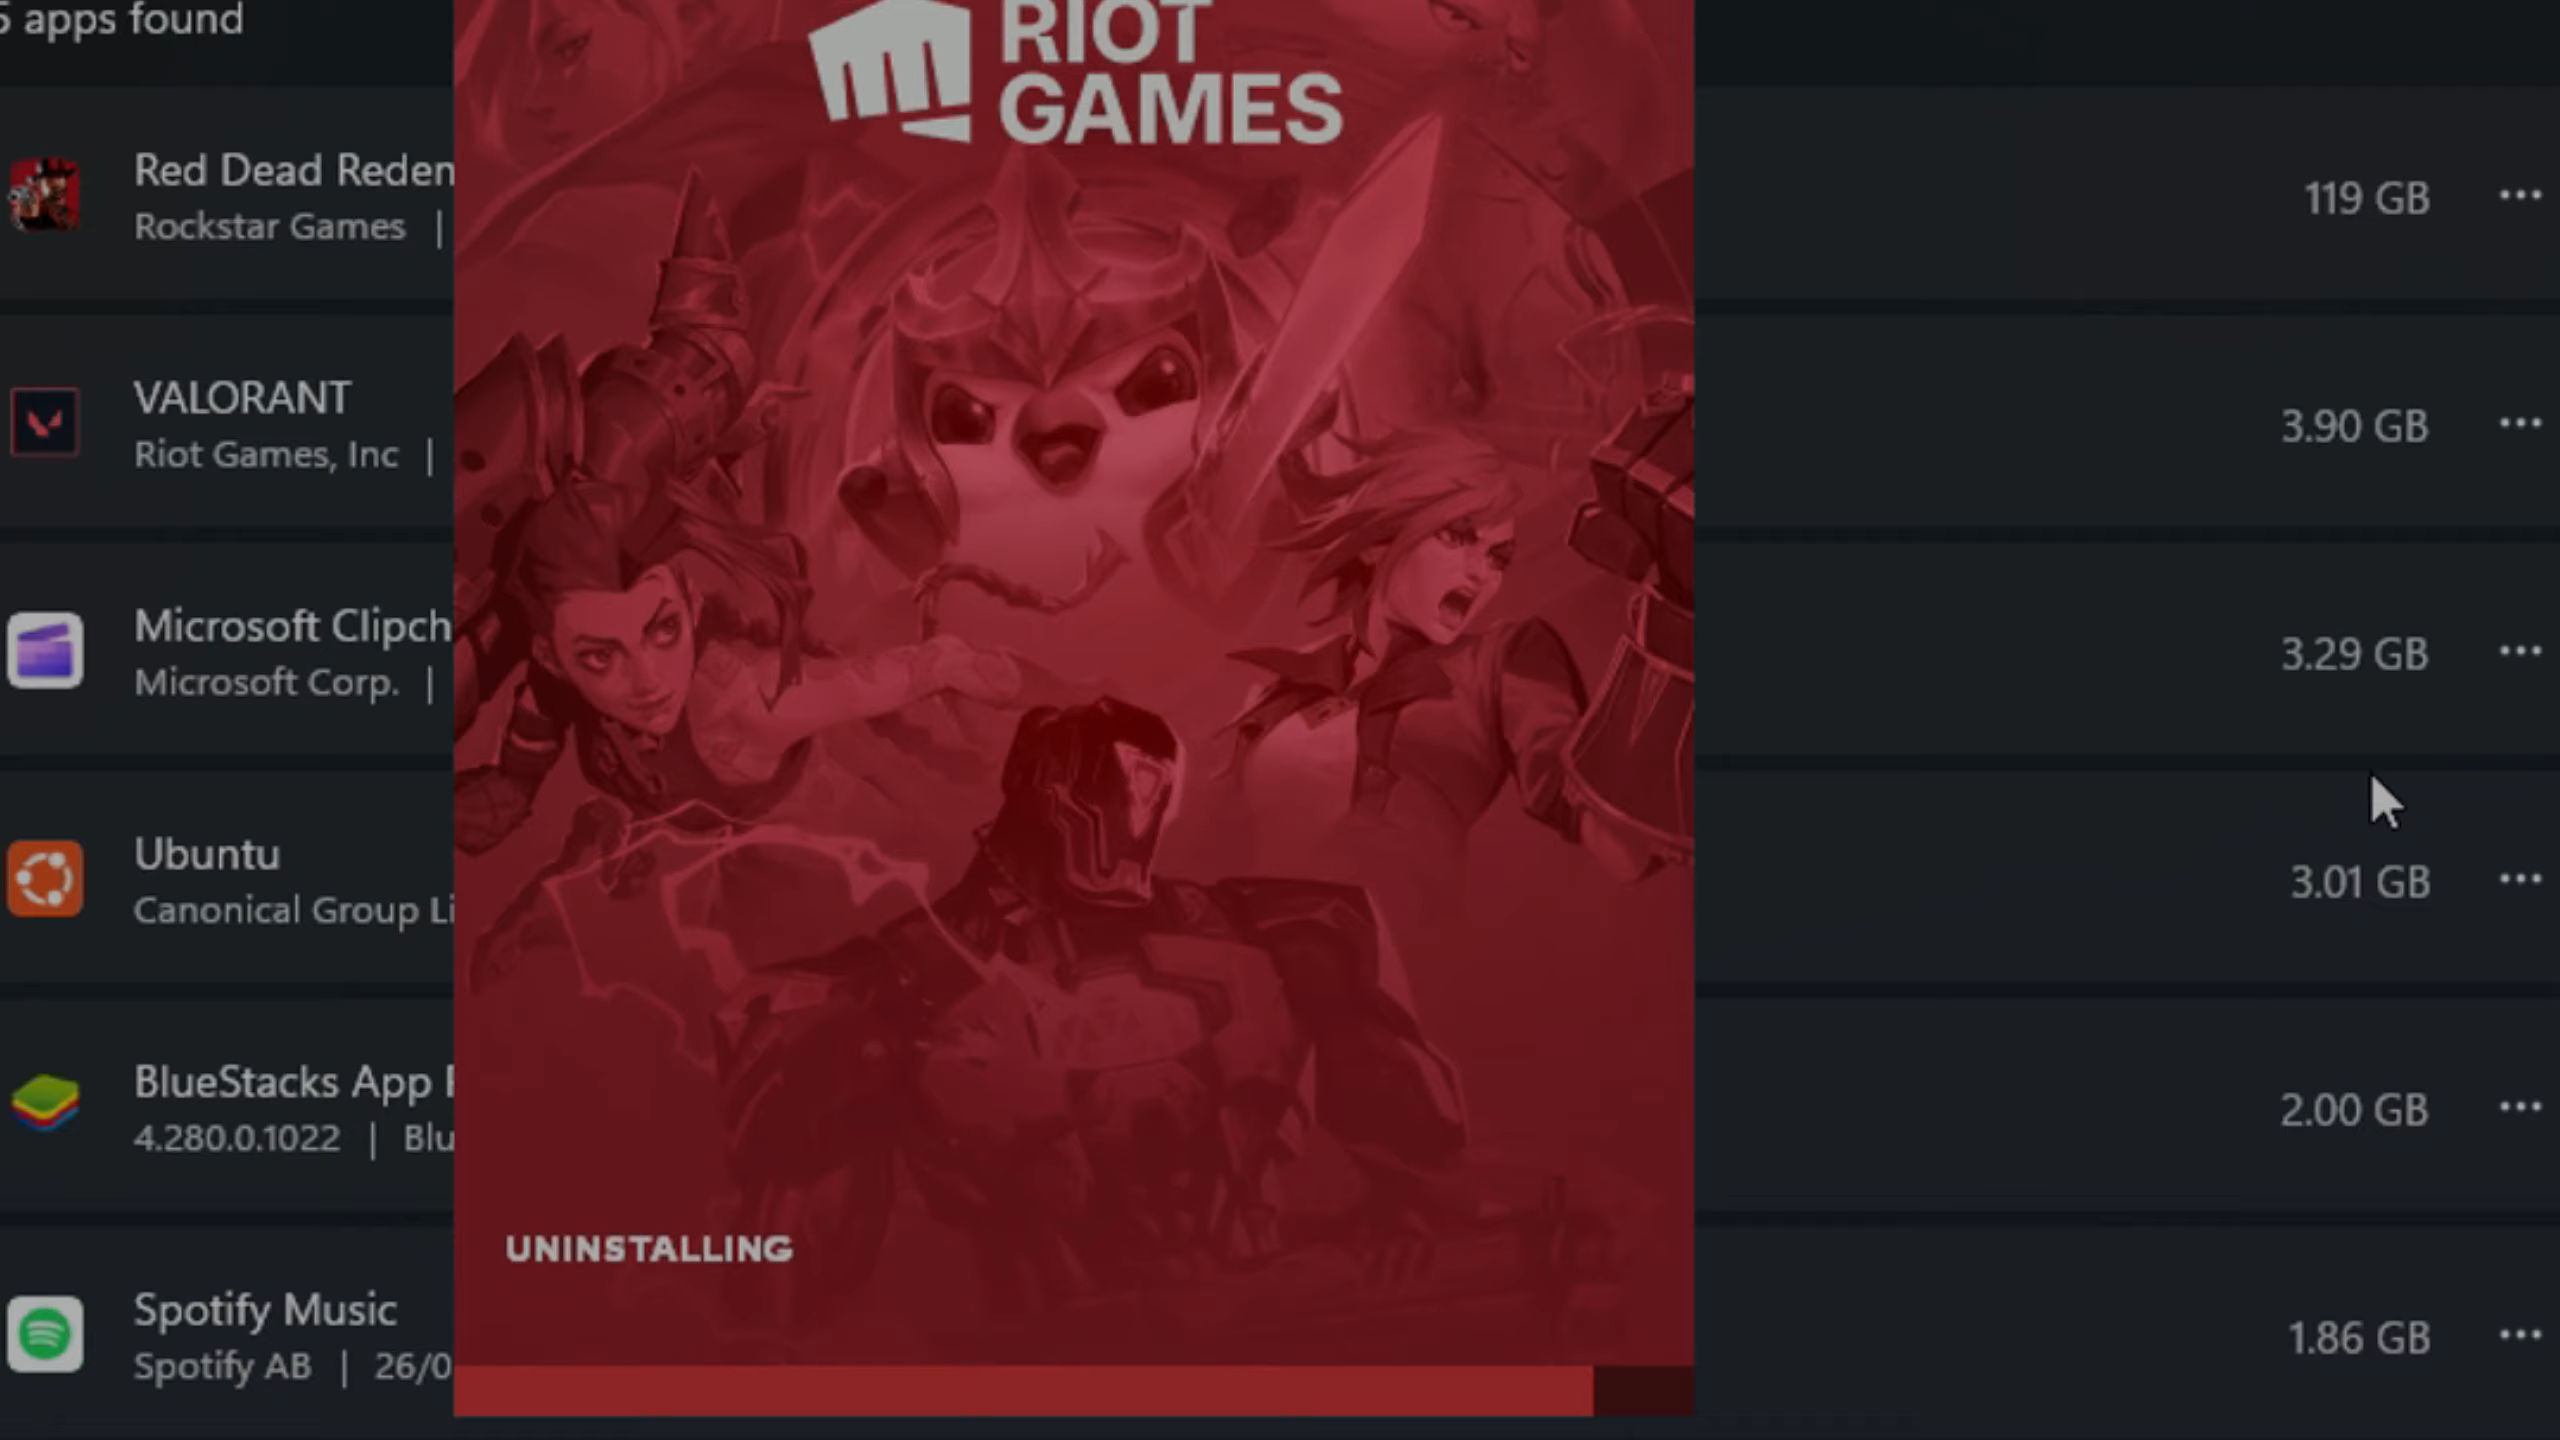 5 apps found
RIOT
GAMES
Red Dead Reden
Rockstar Games |
119 GB
VALORANT
Riot Games, Inc |
3.90 GB
Microsoft Clipch
Microsoft Corp. |
3.29 GB
Ubuntu
Canonical Group Li
3.01 GB
BlueStacks App P
4.280.0.1022 | Blu
2.00 GB
UNINSTALLING
Spotify Music
Spotify AB | 26/0
1.86 GB